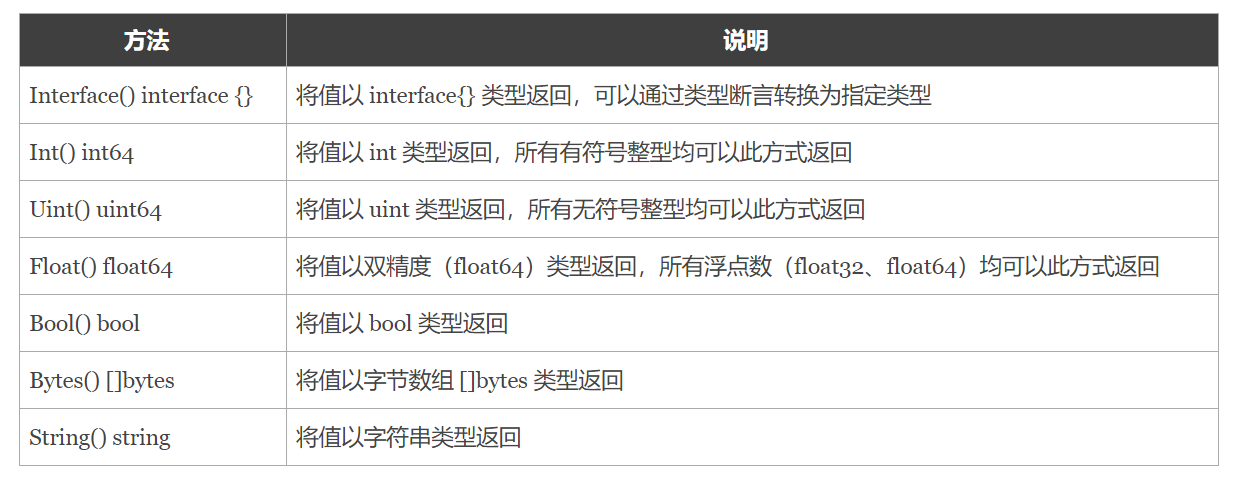 方法 说明
Interface() interface {} 将值以 interface{} 类型返回，可以通过类型断言转换为指定类型
Int() int64 将值以 int 类型返回，所有有符号整型均可以此方式返回
Uint() uint64 将值以 uint 类型返回，所有无符号整型均可以此方式返回
Float() float64 将值以双精度（float64）类型返回，所有浮点数（float32、float64）均可以此方式返回
Bool() bool 将值以 bool 类型返回
Bytes() []bytes 将值以字节数组 []bytes 类型返回
String() string 将值以字符串类型返回